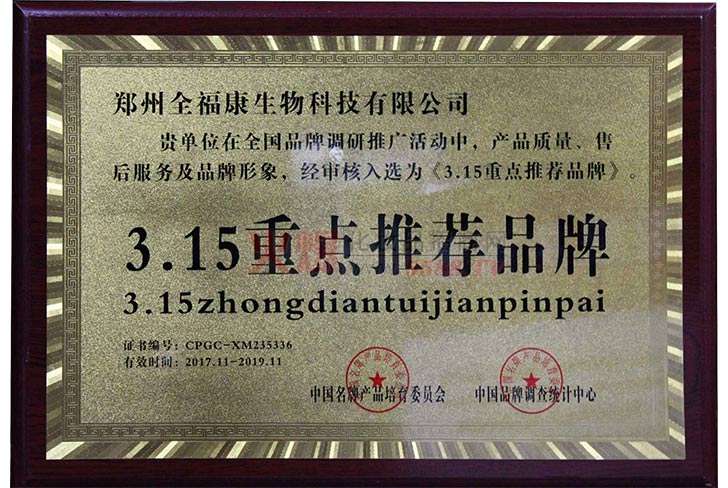 郑州全福康生物科技有限公司
贵单位在全国品牌调研推广活动中，产品质量、售
后服务及品牌形象，经审核入选为《3.15重点推荐品牌》。
3.15重点推荐品牌
3.15zhongdiantuijianpinpai
证书编号：CPGC-XM235336
有效时间：2017.11-2019.11
中国名牌产品培育委员会
中国品牌调查统计中心